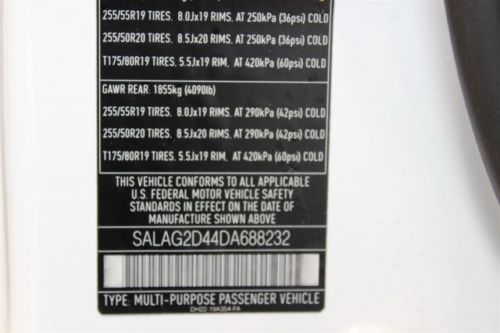 255/55R19 TIRES. 8.0Jx19 RIMS, AT 250kPa (36psi) COLD
255/50R20 TIRES. 8.5Jx20 RIMS, AT 250kPa (36psi) COLD
T175/80R19 TIRES. 5.5Jx19 RIM, AT 420kPa (60psi) COLD
GAWR REAR. 1855kg (4090lb)
255/55R19 TIRES. 8.0Jx19 RIMS, AT 290kPa (42psi) COLD
255/50R20 TIRES. 8.5Jx20 RIMS, AT 290kPa (42psi) COLD
T175/80R19 TIRES. 5.5Jx19 RIM, AT 420kPa (60psi) COLD
THIS VEHICLE CONFORMS TO ALL APPLICABLE
U.S. FEDERAL MOTOR VEHICLE SAFETY
STANDARDS IN EFFECT ON THE DATE OF
MANUFACTURE SHOWN ABOVE
SALAG2D44DA688232
TYPE: MULTI-PURPOSE PASSENGER VEHICLE
DH22-19A354-FA